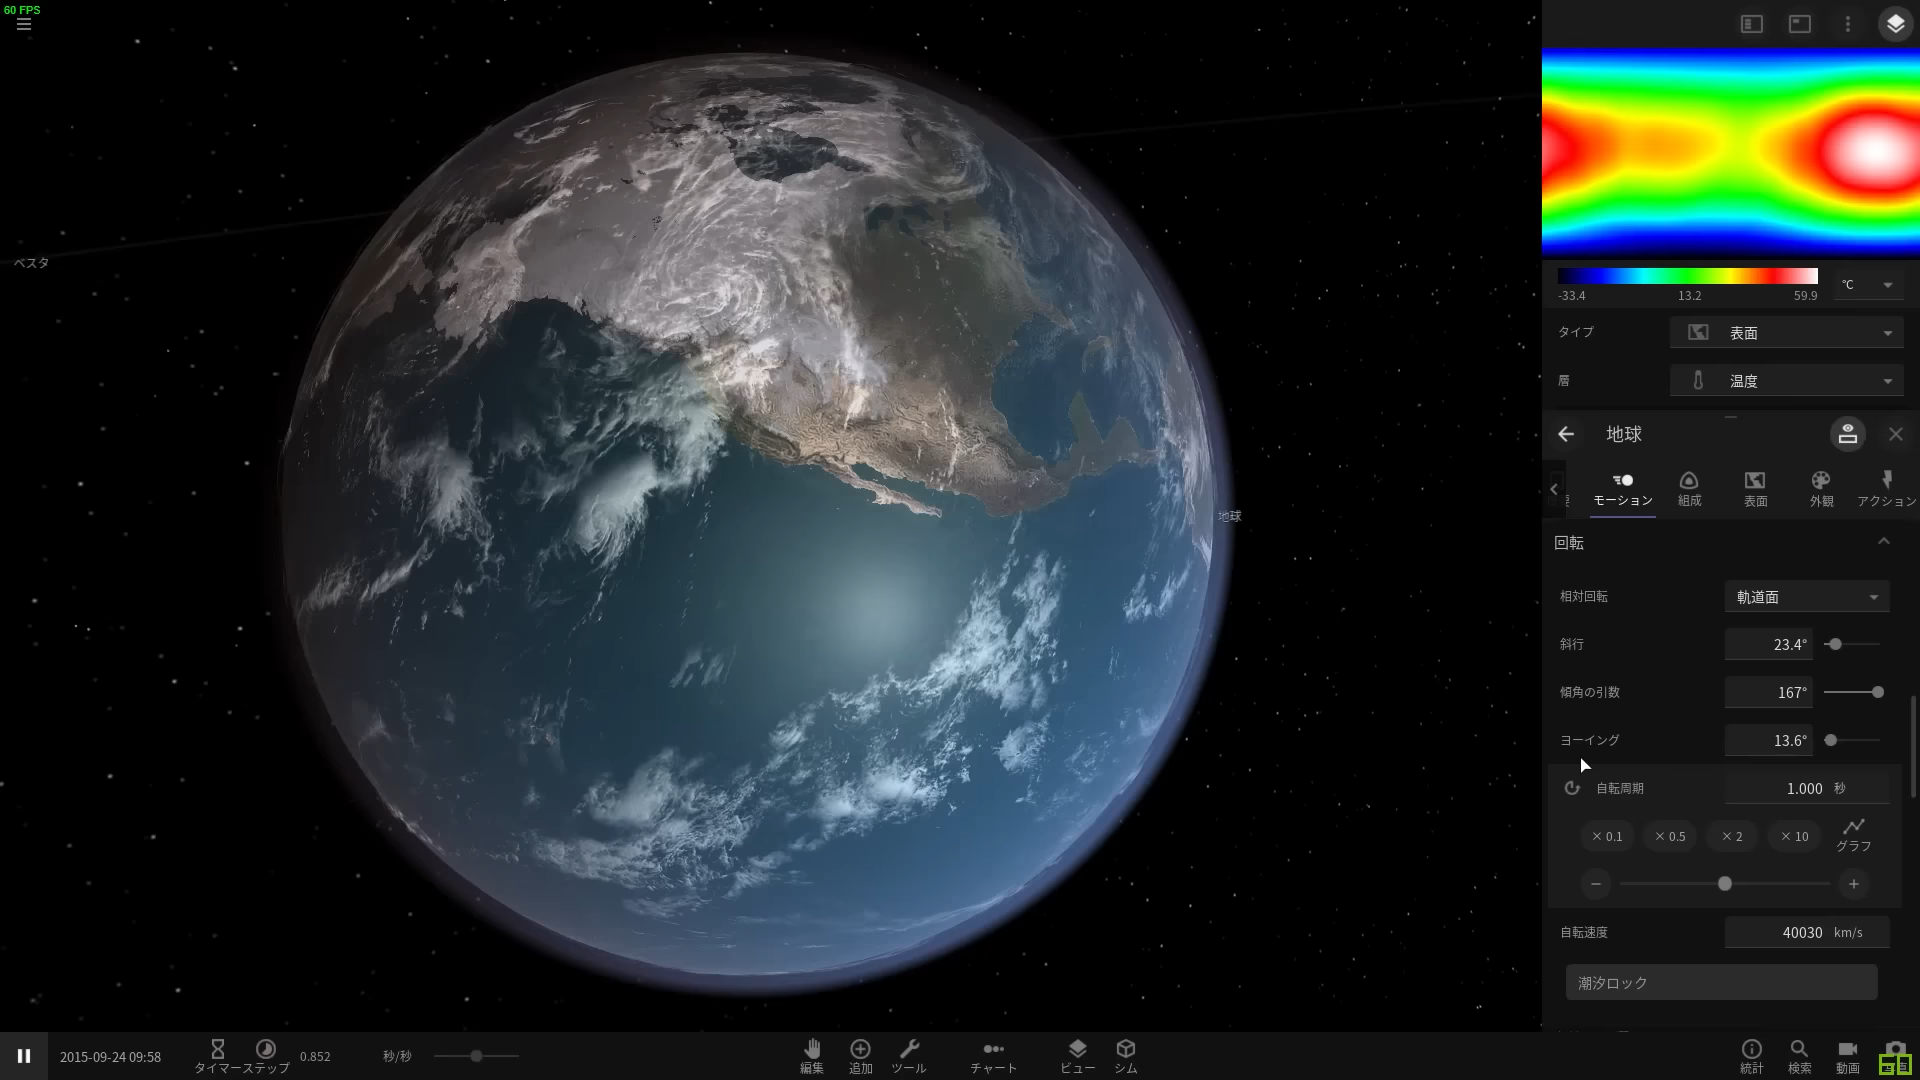 60 FPS
ベスタ
地球
-33.4 13.2 59.9 ℃
タイプ 表面
層 温度
地球
モーション 組成 表面 外観 アクション
回転
相対回転 軌道面
斜行 23.4°
傾角の引数 167°
ヨーイング 13.6°
自転周期 1.000 秒
× 0.1 × 0.5 × 2 × 10 グラフ
自転速度 40030 km/s
潮汐ロック
2015-09-24 09:58 タイマーステップ 0.852 秒/秒 編集 追加 ツール チャート ビュー シム 統計 検索 動画
60